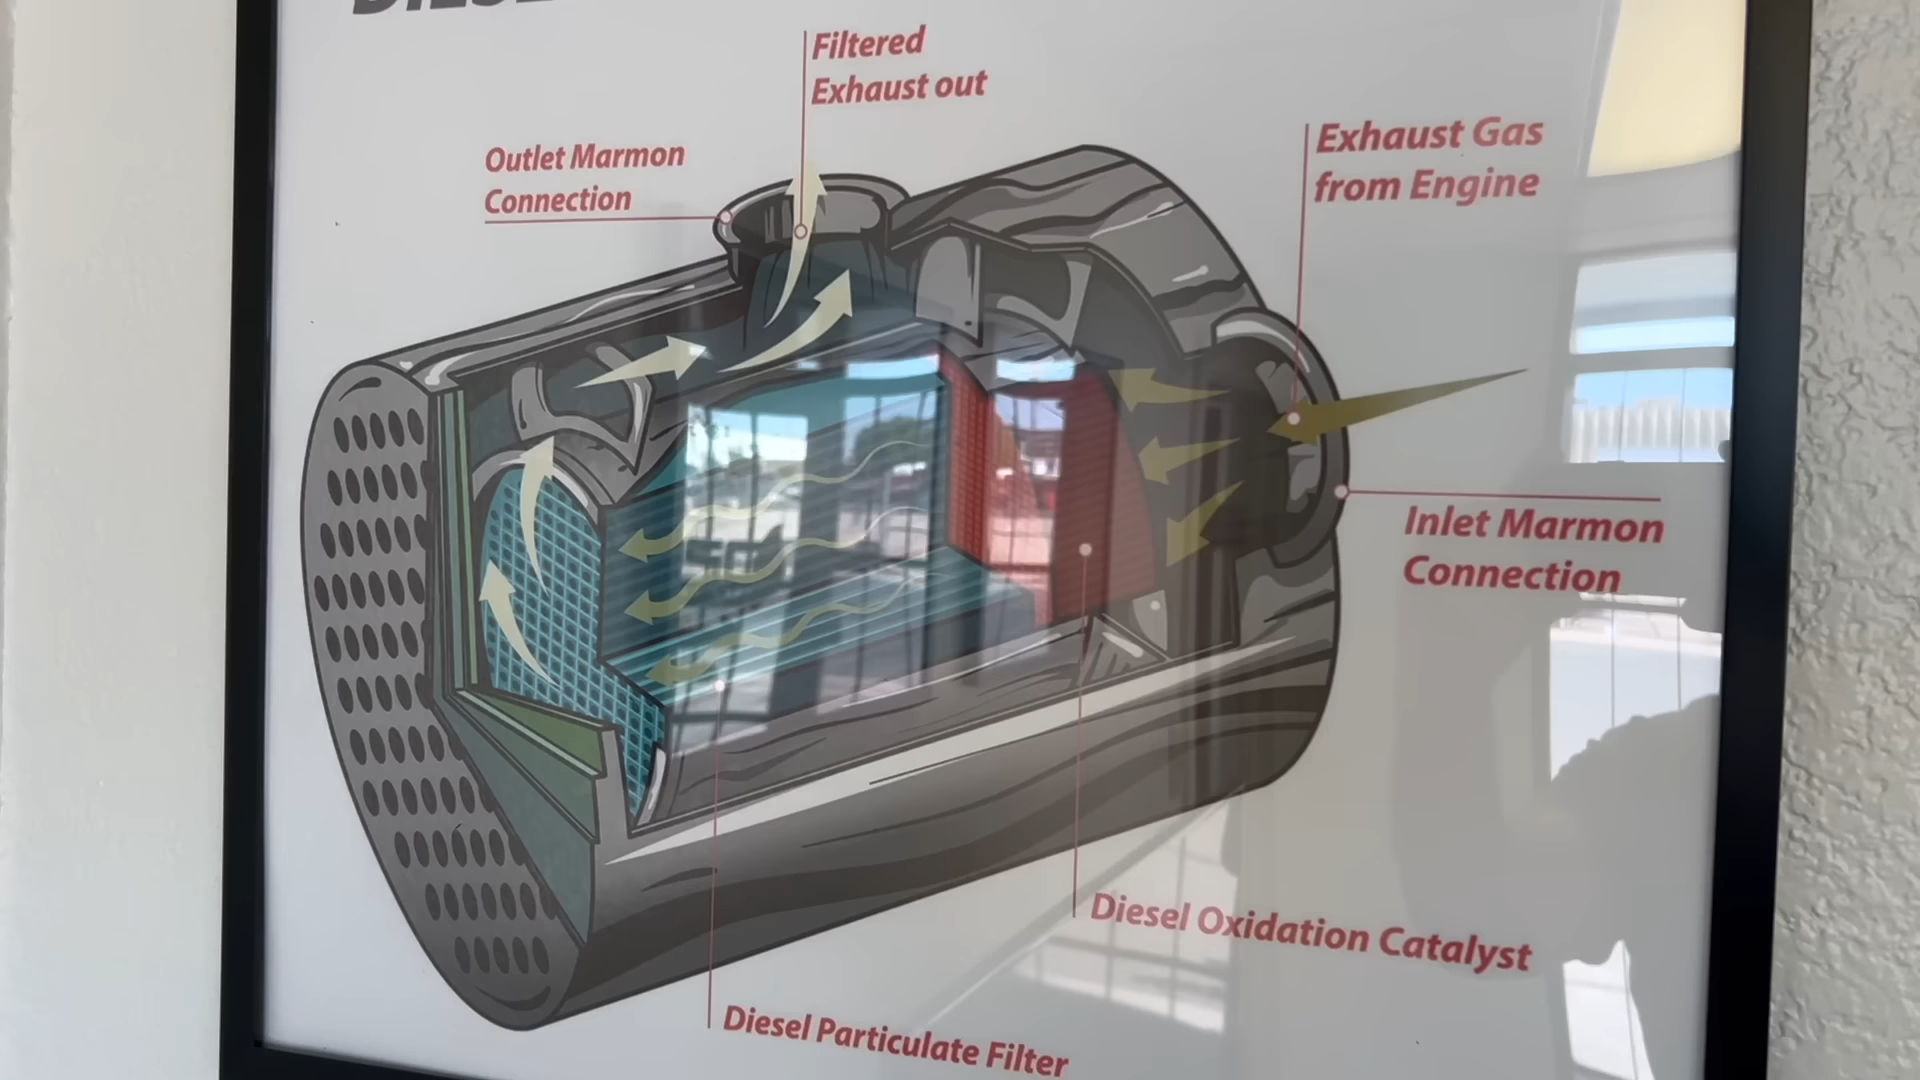 Filtered
Exhaust out
Outlet Marmon
Connection
Exhaust Gas
from Engine
Inlet Marmon
Connection
Diesel Oxidation Catalyst
Diesel Particulate Filter